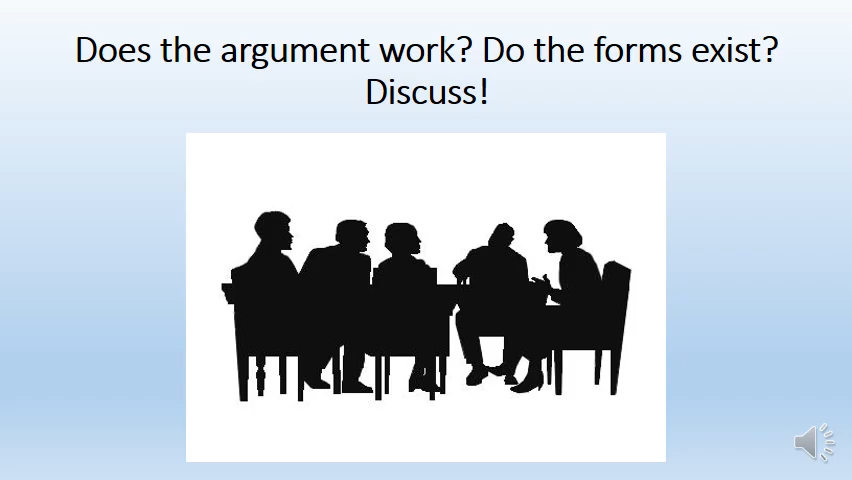 Does the argument work? Do the forms exist?
Discuss!